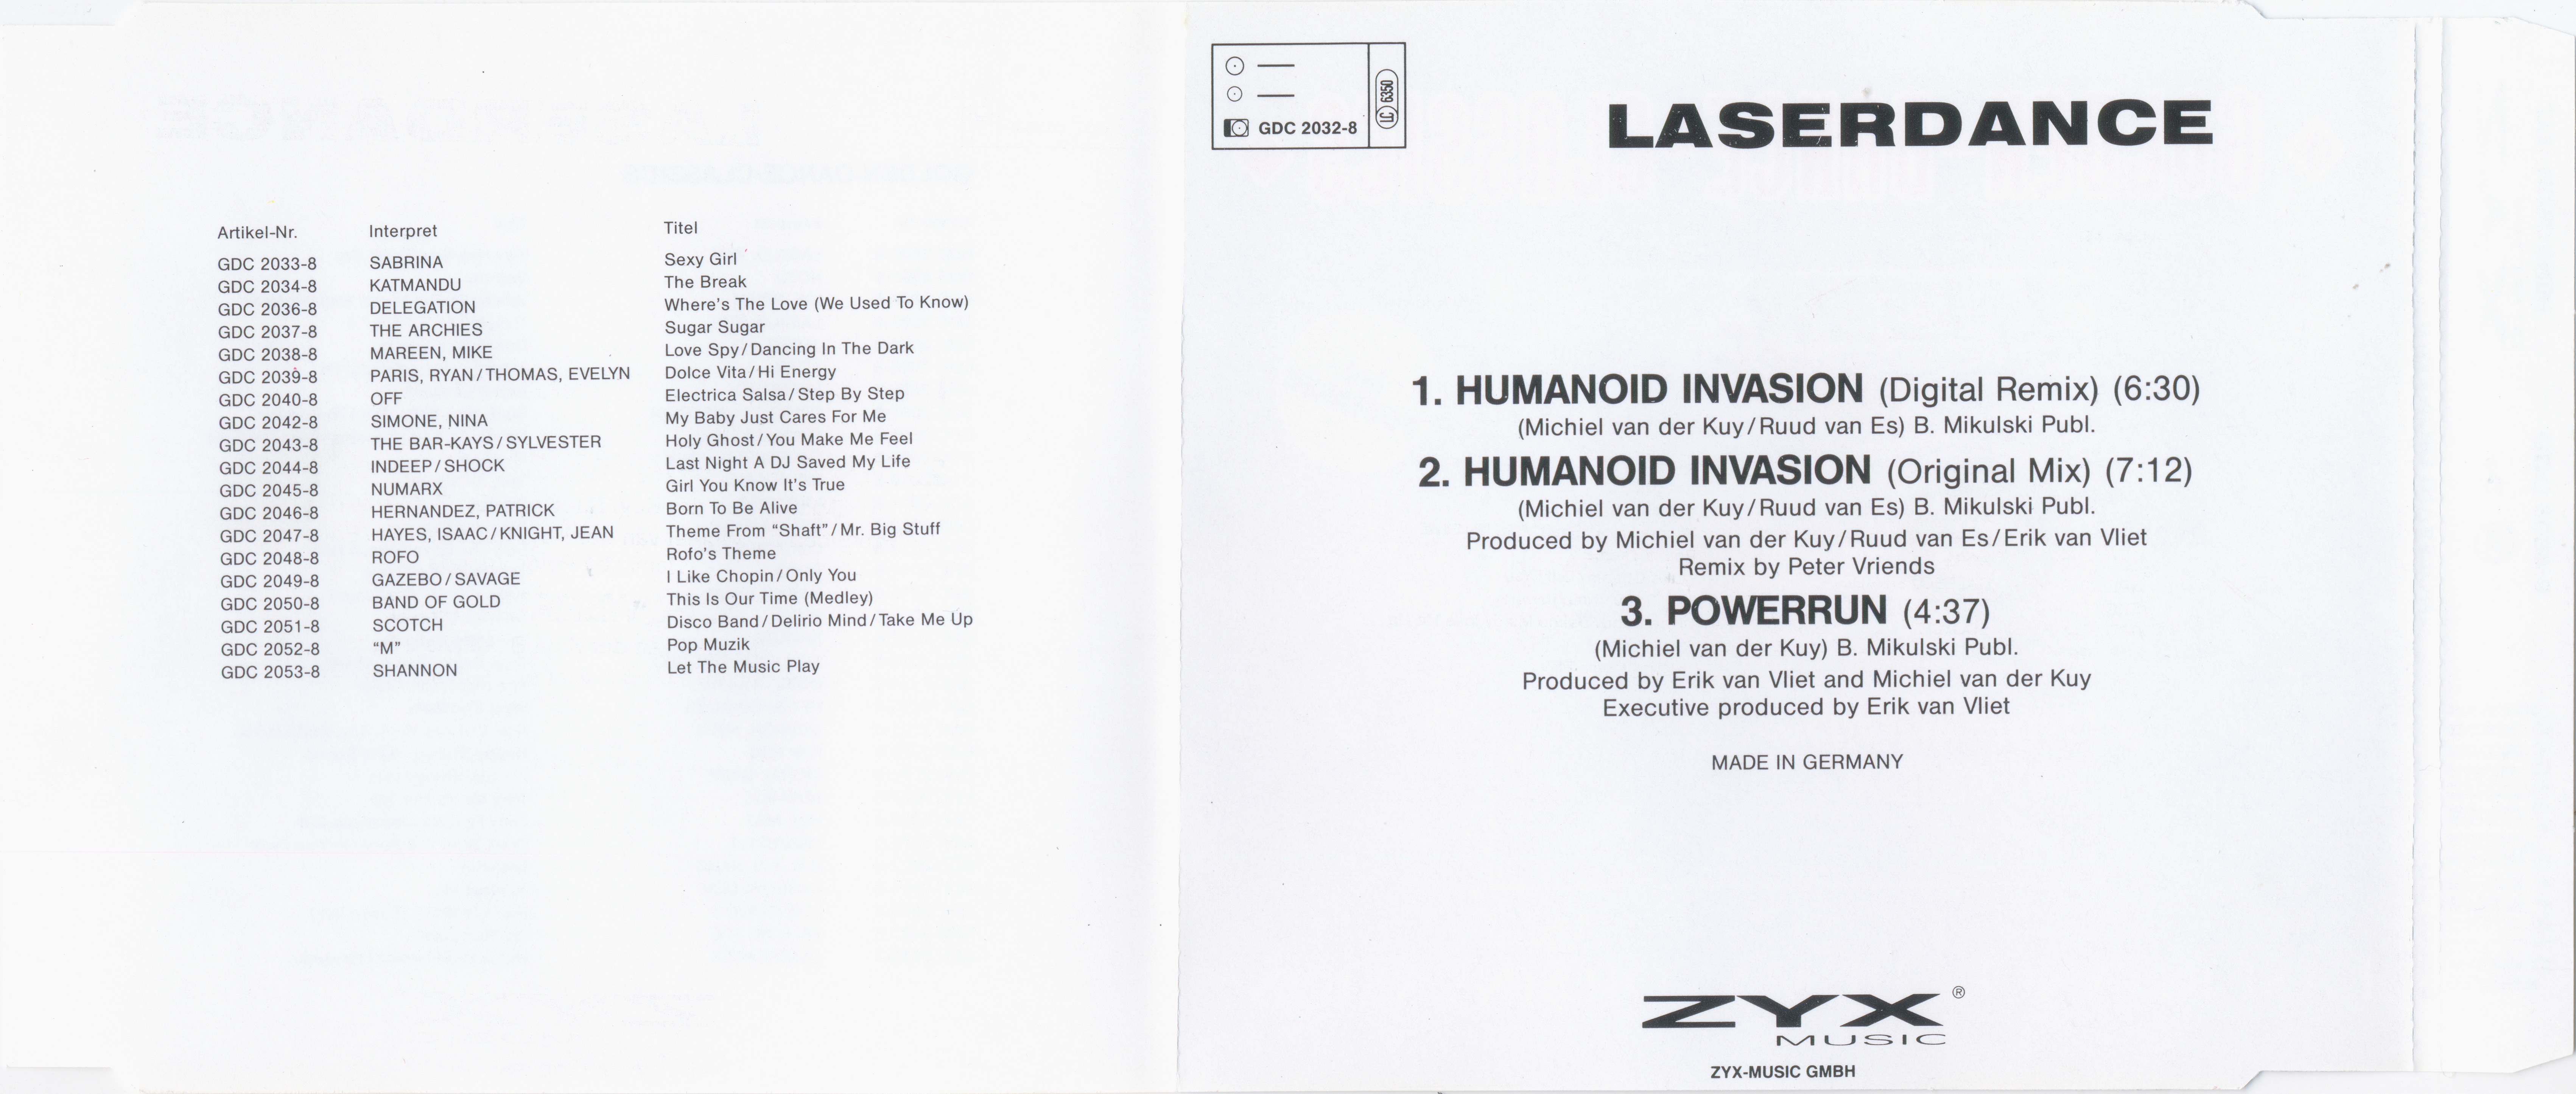 Artikel-Nr. Interpret Titel
GDC 2033-8 SABRINA Sexy Girl
GDC 2034-8 KATMANDU The Break
GDC 2036-8 DELEGATION Where's The Love (We Used To Know)
GDC 2037-8 THE ARCHIES Sugar Sugar
GDC 2038-8 MAREEN, MIKE Love Spy/Dancing In The Dark
GDC 2039-8 PARIS, RYAN/THOMAS, EVELYN Dolce Vita/Hi Energy
GDC 2040-8 OFF Electrica Salsa/Step By Step
GDC 2042-8 SIMONE, NINA My Baby Just Cares For Me
GDC 2043-8 THE BAR-KAYS/SYLVESTER Holy Ghost/You Make Me Feel
GDC 2044-8 INDEEP/SHOCK Last Night A DJ Saved My Life
GDC 2045-8 NUMARX Girl You Know It's True
GDC 2046-8 HERNANDEZ, PATRICK Born To Be Alive
GDC 2047-8 HAYES, ISAAC/KNIGHT, JEAN Theme From “Shaft”/Mr. Big Stuff
GDC 2048-8 ROFO Rofo's Theme
GDC 2049-8 GAZEBO/SAVAGE I Like Chopin/Only You
GDC 2050-8 BAND OF GOLD This Is Our Time (Medley)
GDC 2051-8 SCOTCH Disco Band/Delirio Mind/Take Me Up
GDC 2052-8 “M” Pop Muzik
GDC 2053-8 SHANNON Let The Music Play
GDC 2032-8
LC 6350
LASERDANCE
1. HUMANOID INVASION (Digital Remix) (6:30)
(Michiel van der Kuy/Ruud van Es) B. Mikulski Publ.
2. HUMANOID INVASION (Original Mix) (7:12)
(Michiel van der Kuy/Ruud van Es) B. Mikulski Publ.
Produced by Michiel van der Kuy/Ruud van Es/Erik van Vliet
Remix by Peter Vriends
3. POWERRUN (4:37)
(Michiel van der Kuy) B. Mikulski Publ.
Produced by Erik van Vliet and Michiel van der Kuy
Executive produced by Erik van Vliet
MADE IN GERMANY
ZYX ®
MUSIC
ZYX-MUSIC GMBH